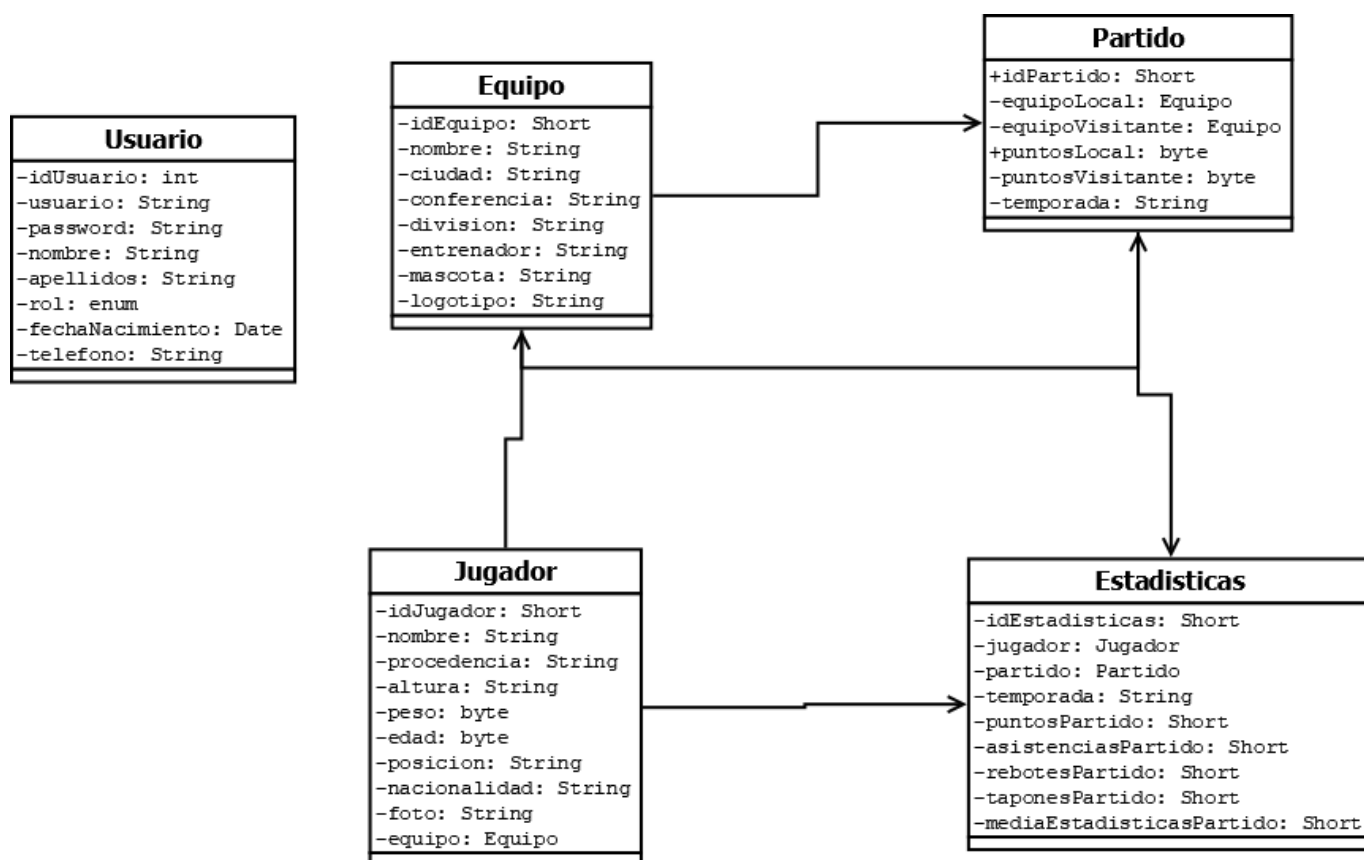 Usuario
-idUsuario: int
-usuario: String
-password: String
-nombre: String
-apellidos: String
-rol: enum
-fechaNacimiento: Date
-telefono: String
Equipo
-idEquipo: Short
-nombre: String
-ciudad: String
-conferencia: String
-division: String
-entrenador: String
-mascota: String
-logotipo: String
Partido
+idPartido: Short
-equipoLocal: Equipo
-equipoVisitante: Equipo
+puntosLocal: byte
-puntosVisitante: byte
-temporada: String
Jugador
-idJugador: Short
-nombre: String
-procedencia: String
-altura: String
-peso: byte
-edad: byte
-posicion: String
-nacionalidad: String
-foto: String
-equipo: Equipo
Estadisticas
-idEstadisticas: Short
-jugador: Jugador
-partido: Partido
-temporada: String
-puntosPartido: Short
-asistenciasPartido: Short
-rebotesPartido: Short
-taponesPartido: Short
-mediaEstadisticasPartido: Short